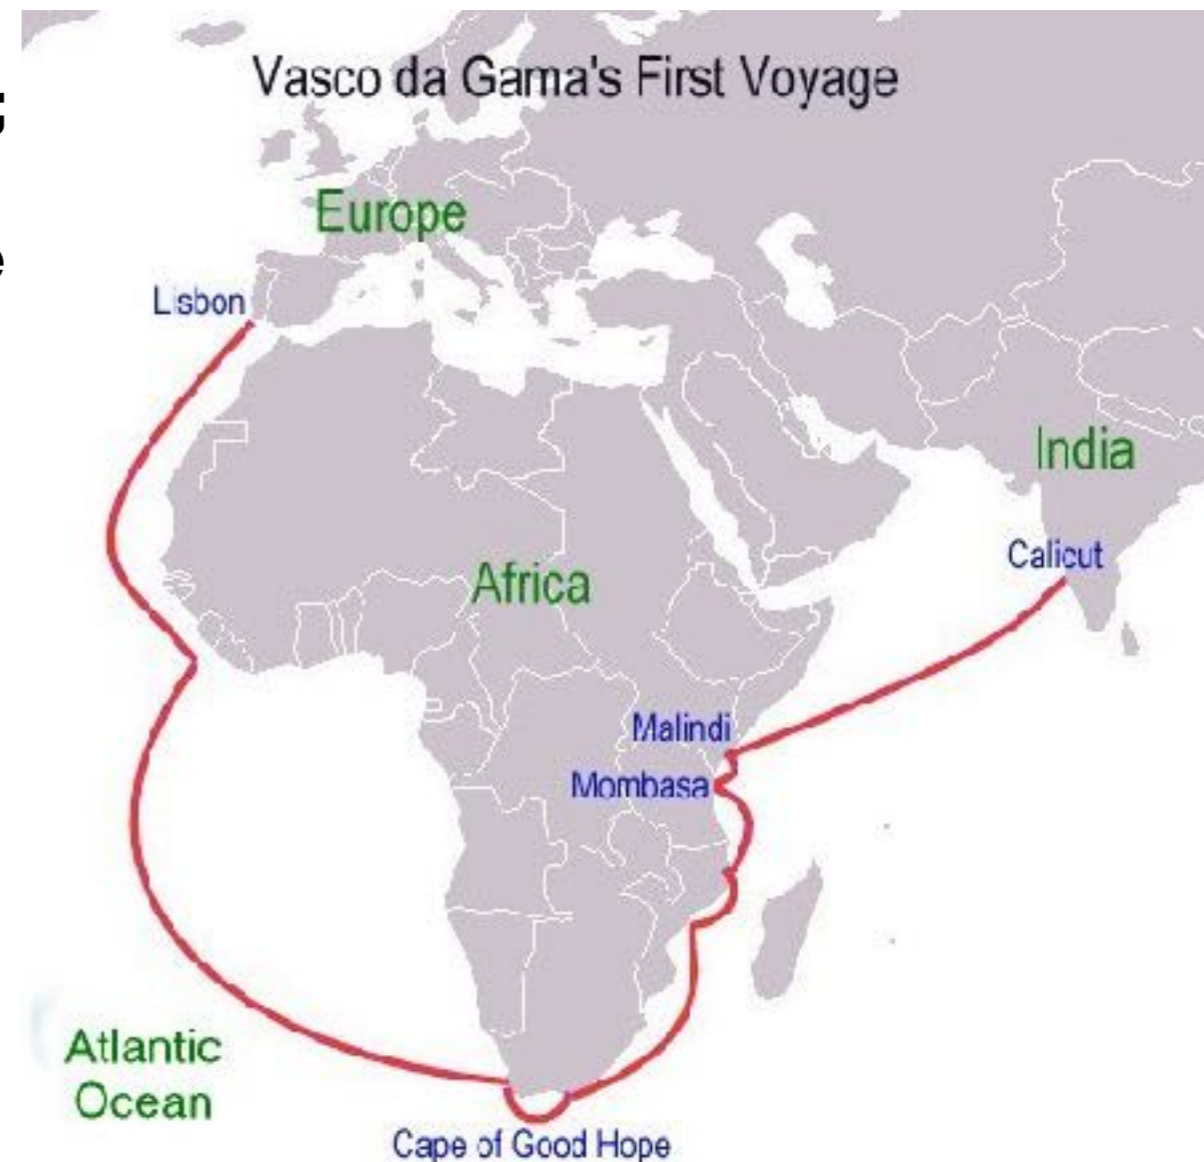 Vasco da Gama's First Voyage
Europe
Lisbon
India
Calicut
Africa
Malindi
Mombasa
Atlantic
Ocean
Cape of Good Hope